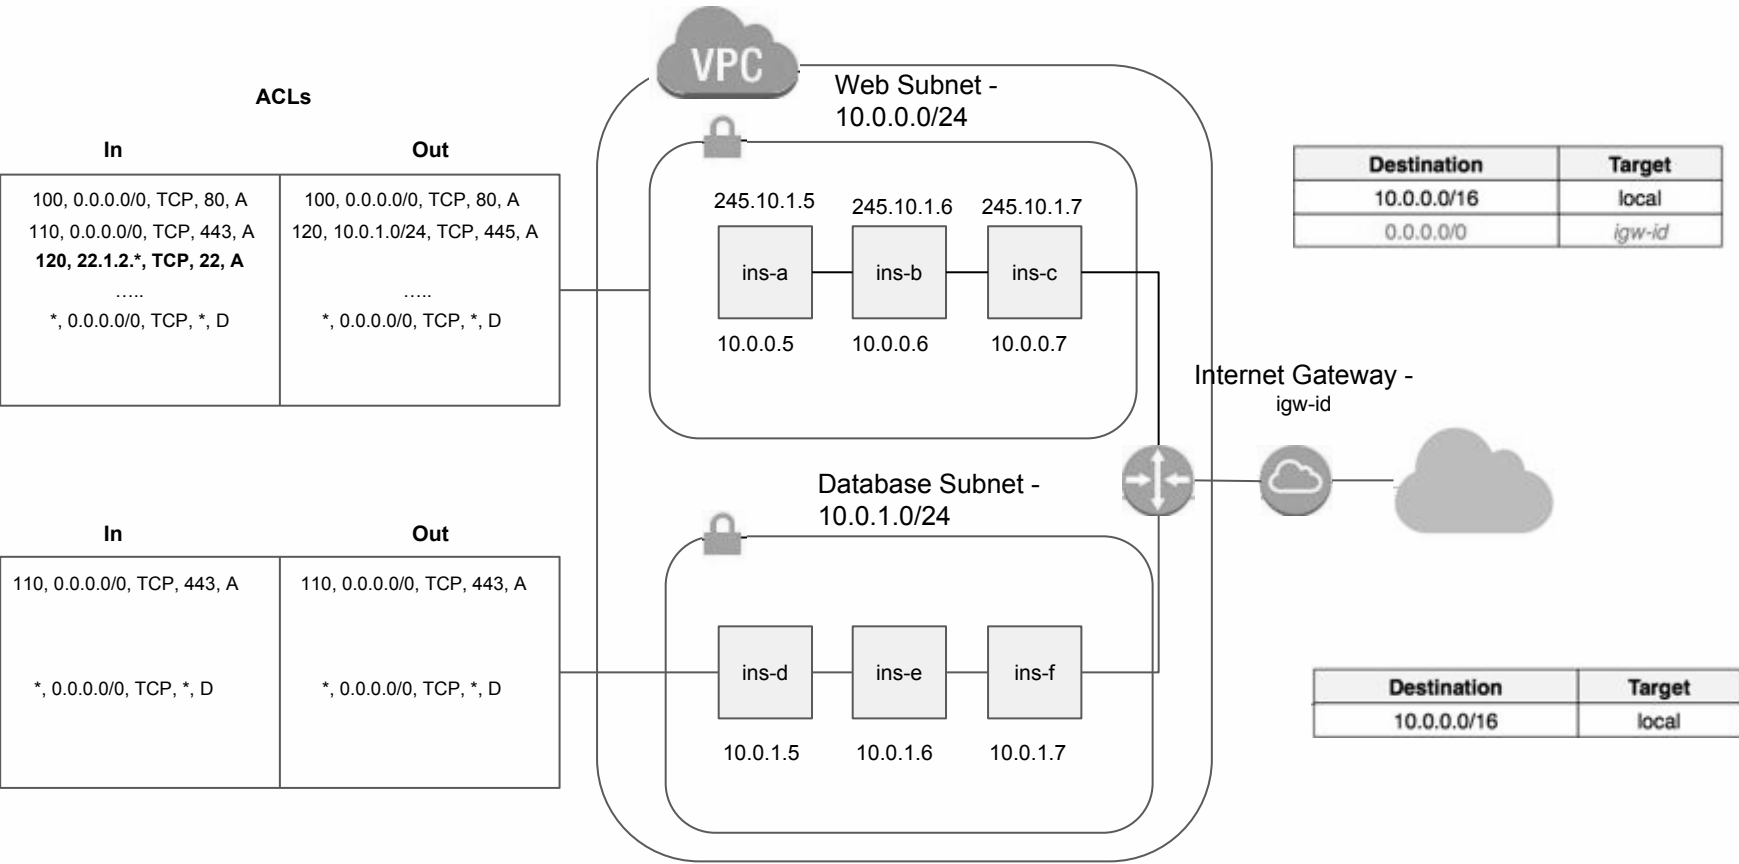 VPC
Web Subnet -
10.0.0.0/24
ACLs
In
Out
100, 0.0.0.0/0, TCP, 80, A
110, 0.0.0.0/0, TCP, 443, A
120, 22.1.2.*, TCP, 22, A
…..
*, 0.0.0.0/0, TCP, *, D
100, 0.0.0.0/0, TCP, 80, A
120, 10.0.1.0/24, TCP, 445, A
…..
*, 0.0.0.0/0, TCP, *, D
245.10.1.5
245.10.1.6
245.10.1.7
ins-a
ins-b
ins-c
10.0.0.5
10.0.0.6
10.0.0.7
Destination Target
10.0.0.0/16 local
0.0.0.0/0 igw-id
Internet Gateway -
igw-id
Database Subnet -
10.0.1.0/24
In
Out
110, 0.0.0.0/0, TCP, 443, A
*, 0.0.0.0/0, TCP, *, D
110, 0.0.0.0/0, TCP, 443, A
*, 0.0.0.0/0, TCP, *, D
ins-d
ins-e
ins-f
10.0.1.5
10.0.1.6
10.0.1.7
Destination Target
10.0.0.0/16 local